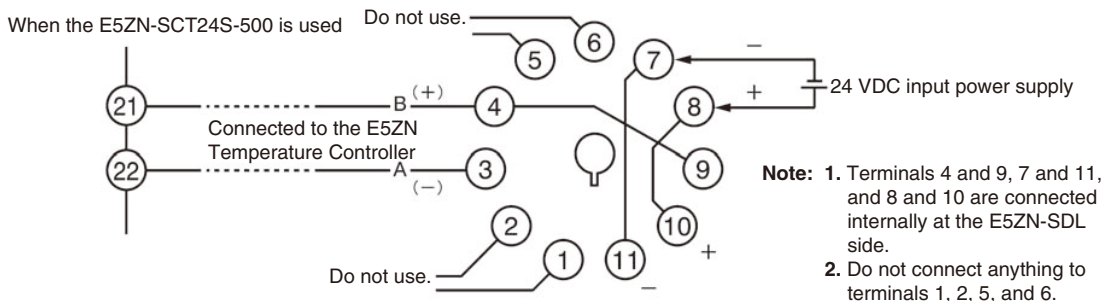 When the E5ZN-SCT24S-500 is used
Do not use.
6
5
7
−
24 VDC input power supply
+
8
21
B (+)
4
Connected to the E5ZN
Temperature Controller
22
A
(−)
3
9
Note: 1. Terminals 4 and 9, 7 and 11,
and 8 and 10 are connected
internally at the E5ZN-SDL
side.
2. Do not connect anything to
terminals 1, 2, 5, and 6.
2
10
+
Do not use.
1
11
−